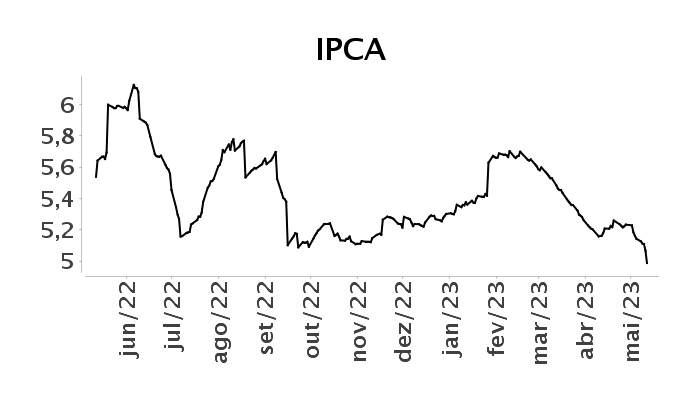 IPCA
6
5,8
5,6
5,4
5,2
5
jun/22
jul/22
ago/22
set/22
out/22
nov/22
dez/22
jan/23
fev/23
mar/23
abr/23
mai/23